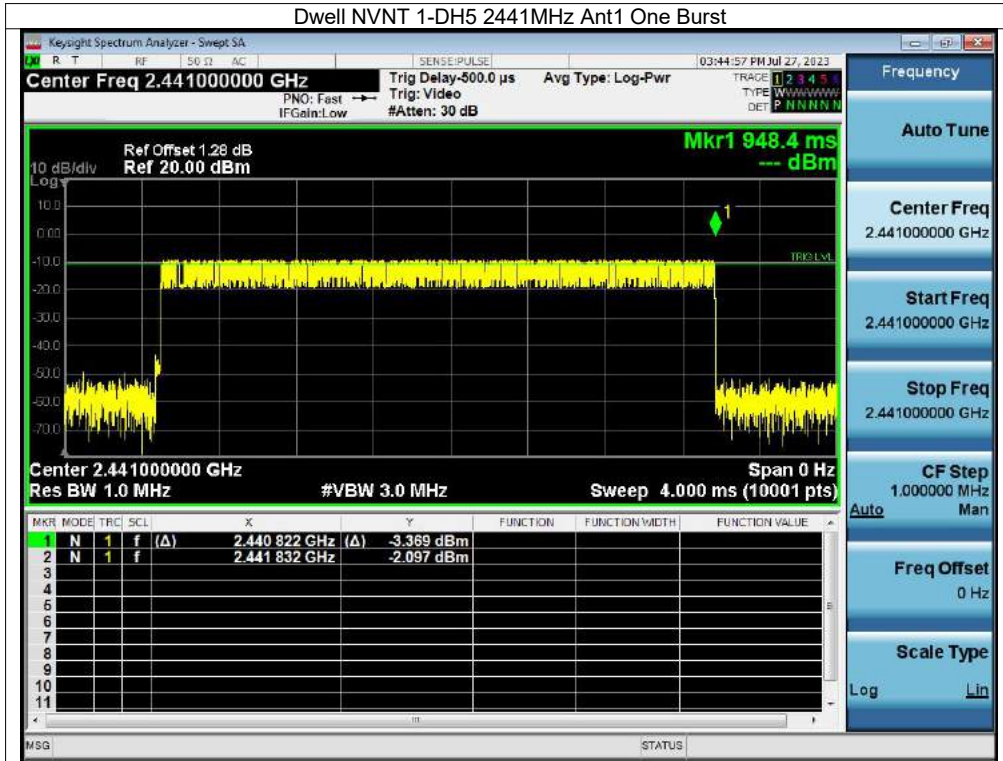 Dwell NVNT 1-DH5 2441MHz Ant1 One Burst
Keysight Spectrum Analyzer - Swept SA
R T RF 50 Ω AC SENSE:PULSE 03:44:57 PM Jul 27, 2023
Center Freq 2.441000000 GHz
PNO: Fast
IFGain:Low
Trig Delay-500.0 µs
Trig: Video
#Atten: 30 dB
Avg Type: Log-Pwr
TRACE 1 2 3 4 5
TYPE WWWWWW
DET P NNNNN
Frequency
Auto Tune
Center Freq
2.441000000 GHz
Start Freq
2.441000000 GHz
Stop Freq
2.441000000 GHz
CF Step
1.000000 MHz
Auto Man
Freq Offset
0 Hz
Scale Type
Log Lin
Mkr1 948.4 ms
--- dBm
Ref Offset 1.28 dB
10 dB/div Ref 20.00 dBm
Log
10.0
0.00
-10.0
-20.0
-30.0
-40.0
-50.0
-60.0
-70.0
1
TRIG LVL
Center 2.441000000 GHz Span 0 Hz
Res BW 1.0 MHz #VBW 3.0 MHz Sweep 4.000 ms (10001 pts)
MKR MODE TRC SCL X Y FUNCTION FUNCTION WIDTH FUNCTION VALUE
1 N 1 f (Δ) 2.440 822 GHz (Δ) -3.369 dBm
2 N 1 f 2.441 832 GHz -2.097 dBm
3
4
5
6
7
8
9
10
11
MSG STATUS